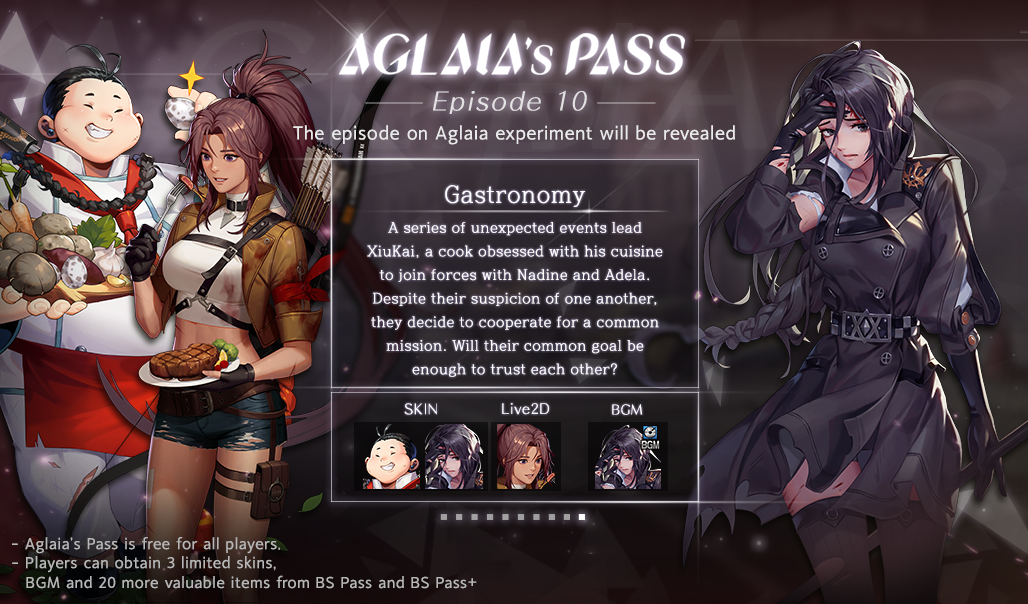 AGLAIA's PASS
Episode 10
The episode on Aglaia experiment will be revealed
Gastronomy
A series of unexpected events lead
XiuKai, a cook obsessed with his cuisine
to join forces with Nadine and Adela.
Despite their suspicion of one another,
they decide to cooperate for a common
mission. Will their common goal be
enough to trust each other?
SKIN
Live2D
BGM
BGM
- Aglaia's Pass is free for all players.
- Players can obtain 3 limited skins,
BGM and 20 more valuable items from BS Pass and BS Pass+